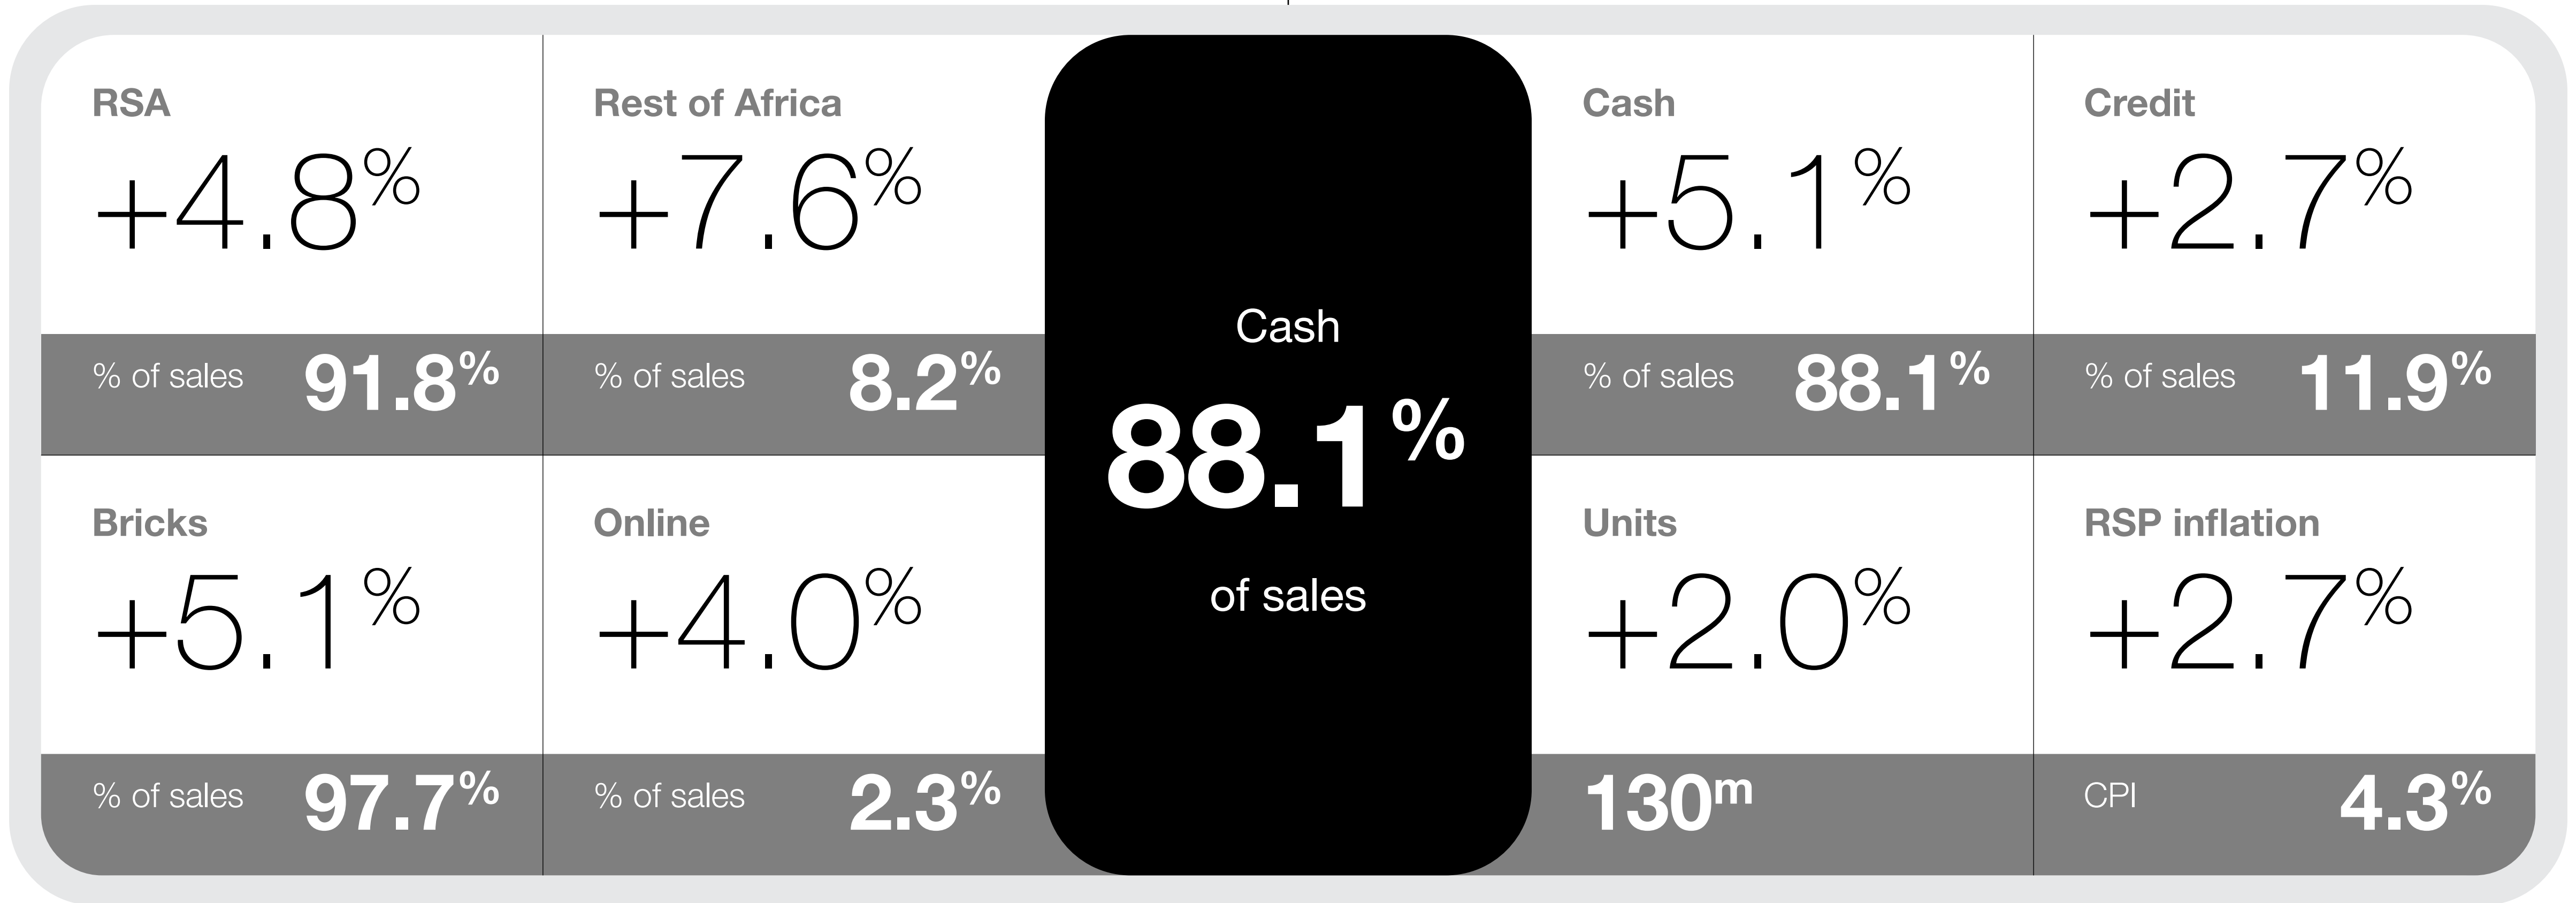 RSA
+4.8%
% of sales 91.8%
Rest of Africa
+7.6%
% of sales 8.2%
Bricks
+5.1%
% of sales 97.7%
Online
+4.0%
% of sales 2.3%
Cash
88.1%
of sales
Cash
+5.1%
% of sales 88.1%
Credit
+2.7%
% of sales 11.9%
Units
+2.0%
130m
RSP inflation
+2.7%
CPI 4.3%